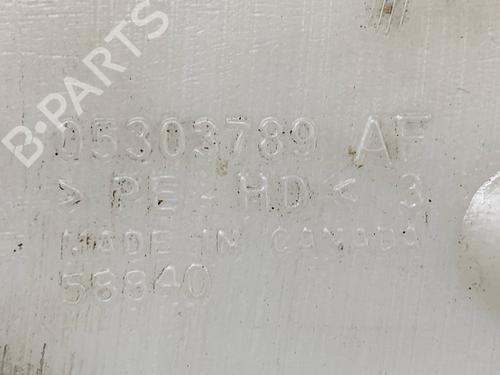 B-PARTS
05303789 AF
> PE-HD < 3
MADE IN CANADA
58840